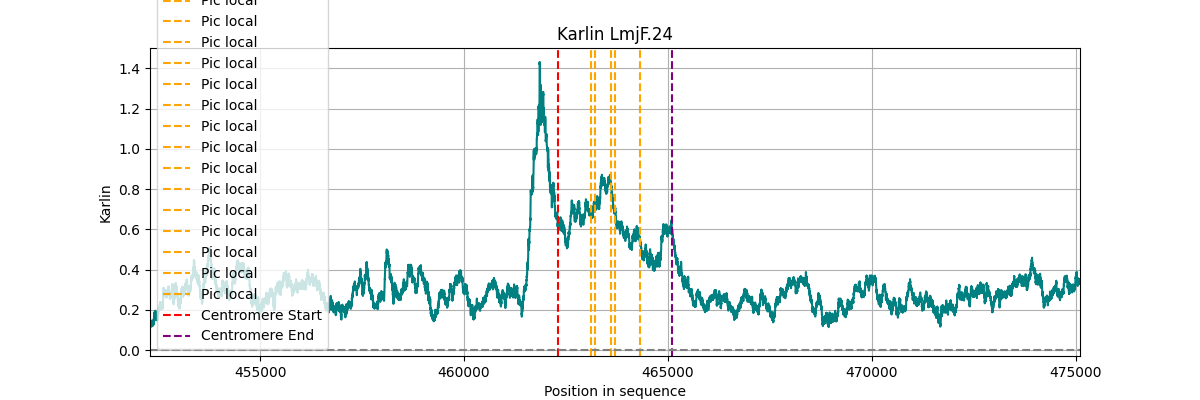 Pic local
Pic local
Pic local
Karlin LmjF.24
Pic local
Pic local
Pic local
Pic local
Pic local
Pic local
Pic local
Pic local
Pic local
Pic local
Pic local
Pic local
Centromere Start
Centromere End
1.4
1.2
1.0
0.8
0.6
0.4
0.2
0.0
Karlin
455000
460000
465000
470000
475000
Position in sequence